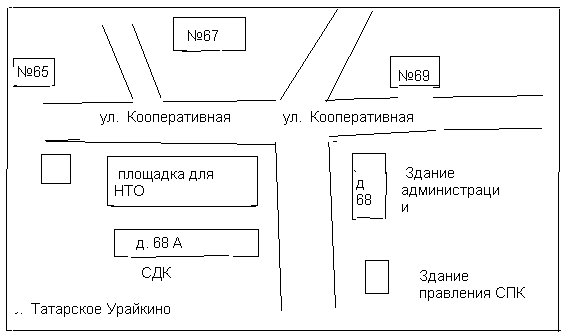 №67
№65
№69
ул. Кооперативная
ул. Кооперативная
площадка для
НТО
д
68
Здание
администраци
и
д. 68 А
СДК
Здание
правления СПК
. Татарское Урайкино